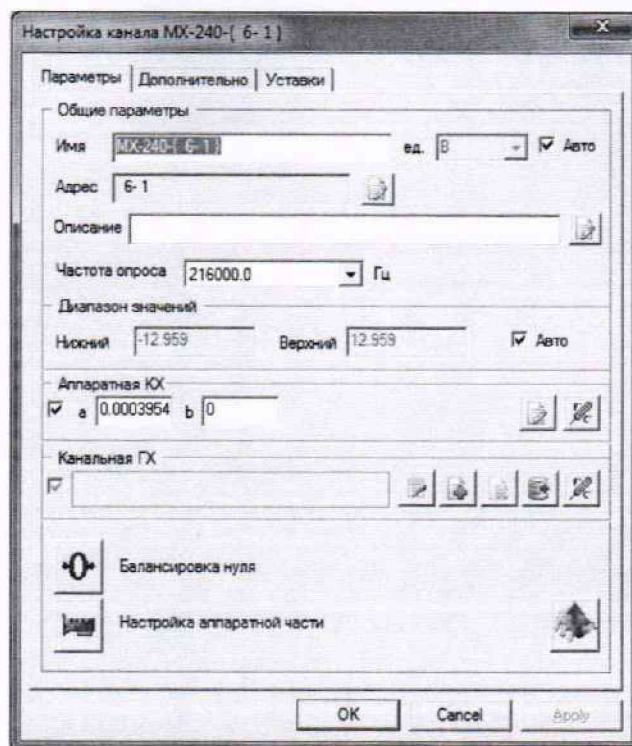 Настройка канала MX-240-{ 6- 1 }
Параметры Дополнительно Уставки
Общие параметры
Имя MX-240-{ 6- 1 } ед. В Авто
Адрес 6- 1
Описание
Частота опроса 216000.0 Гц
Диапазон значений
Нижний -12.959 Верхний 12.959 Авто
Аппаратная КХ
a 0.0003954 b 0
Канальная ГХ
Балансировка нуля
Настройка аппаратной части
OK Cancel Apply